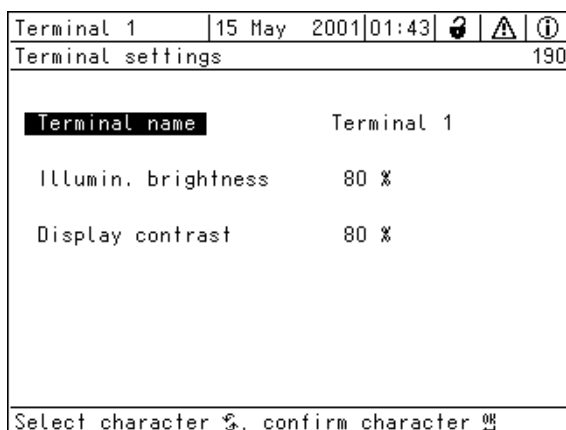 Terminal 1 15 May 2001 01:43
Terminal settings 190
Terminal name Terminal 1
Illumin. brightness 80 %
Display contrast 80 %
Select character , confirm character OK